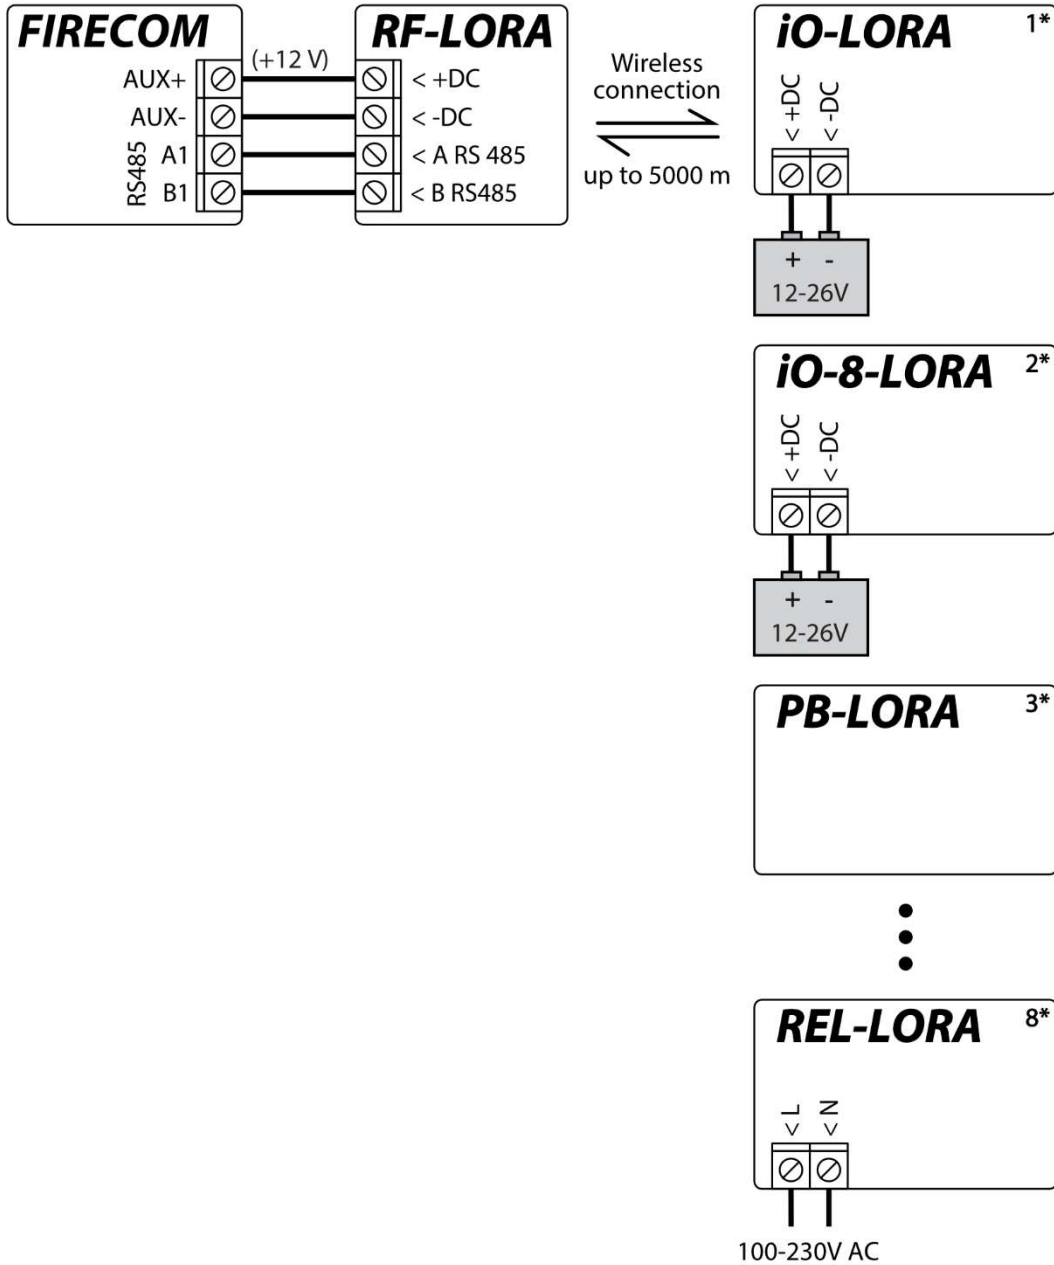 FIRECOM
AUX+
AUX-
RS485
A1
B1
(+12 V)
RF-LORA
< +DC
< -DC
< A RS 485
< B RS485
Wireless
connection
up to 5000 m
iO-LORA 1*
< +DC
< -DC
+ -
12-26V
iO-8-LORA 2*
< +DC
< -DC
+ -
12-26V
PB-LORA 3*
REL-LORA 8*
< L
< N
100-230V AC